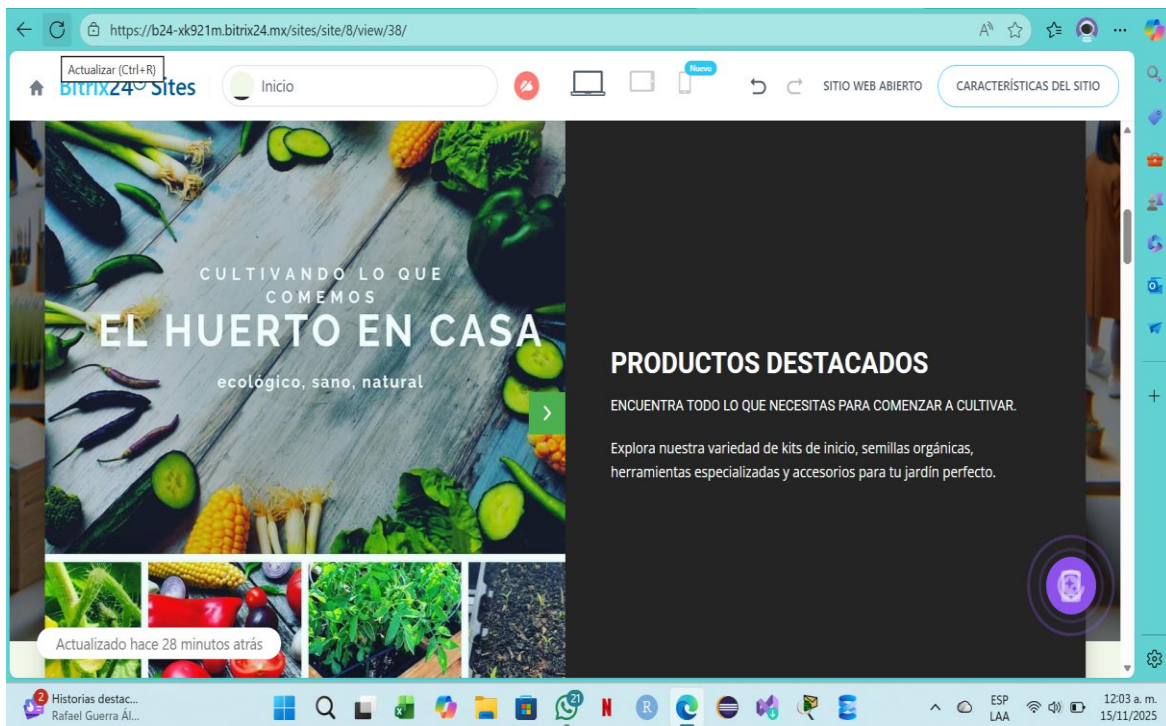 https://b24-xk921m.bitrix24.mx/sites/site/8/view/38/
Actualizar (Ctrl+R)
Bitrix24 Sites
Inicio
Nuevo
SITIO WEB ABIERTO
CARACTERÍSTICAS DEL SITIO
CULTIVANDO LO QUE
COMEMOS
EL HUERTO EN CASA
ecológico, sano, natural
PRODUCTOS DESTACADOS
ENCUENTRA TODO LO QUE NECESITAS PARA COMENZAR A CULTIVAR.
Explora nuestra variedad de kits de inicio, semillas orgánicas,
herramientas especializadas y accesorios para tu jardín perfecto.
Actualizado hace 28 minutos atrás
2
Historias destac...
Rafael Guerra Ál...
21
N
R
ESP
LAA
12:03 a. m.
15/11/2025